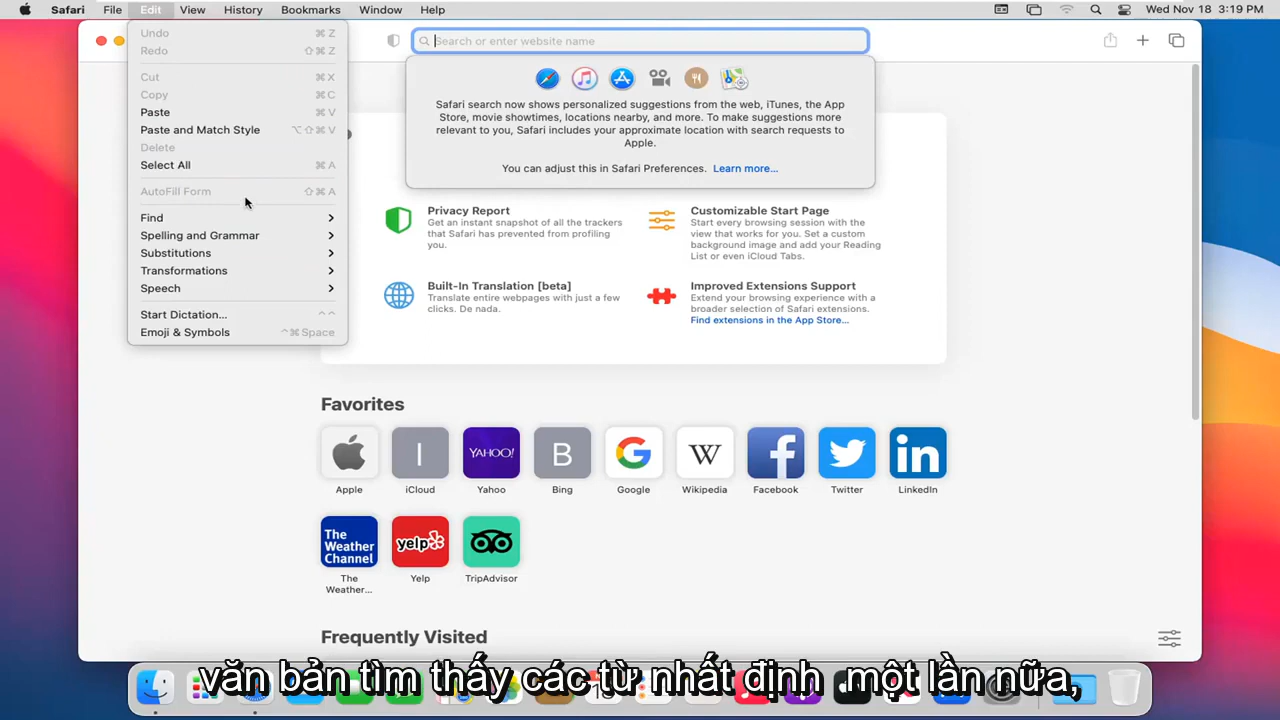 Safari File Edit View History Bookmarks Window Help Wed Nov 18 3:19 PM
Undo ⌘ Z
Redo ⇧⌘ Z
Cut ⌘ X
Copy ⌘ C
Paste ⌘ V
Paste and Match Style ⌥⇧⌘ V
Delete
Select All ⌘ A
AutoFill Form ⇧⌘ A
Find
Spelling and Grammar
Substitutions
Transformations
Speech
Start Dictation... ^ ^
Emoji & Symbols ^⌘ Space
Search or enter website name
Safari search now shows personalized suggestions from the web, iTunes, the App
Store, movie showtimes, locations nearby, and more. To make suggestions more
relevant to you, Safari includes your approximate location with search requests to
Apple.
You can adjust this in Safari Preferences. Learn more...
Privacy Report
Get an instant snapshot of all the trackers
that Safari has prevented from profiling
you.
Customizable Start Page
Start every browsing session with the
view that works for you. Set a custom
background image and add your Reading
List or even iCloud Tabs.
Built-In Translation [beta]
Translate entire webpages with just a few
clicks. De nada.
Improved Extensions Support
Extend your browsing experience with a
broader selection of Safari extensions.
Find extensions in the App Store...
Favorites
I YAHOO! B G W f in
Apple iCloud Yahoo Bing Google Wikipedia Facebook Twitter LinkedIn
The
Weather
Channel
yelp
The
Weather...
Yelp
TripAdvisor
Frequently Visited
văn bản tìm thấy các từ nhất định một lần nữa,